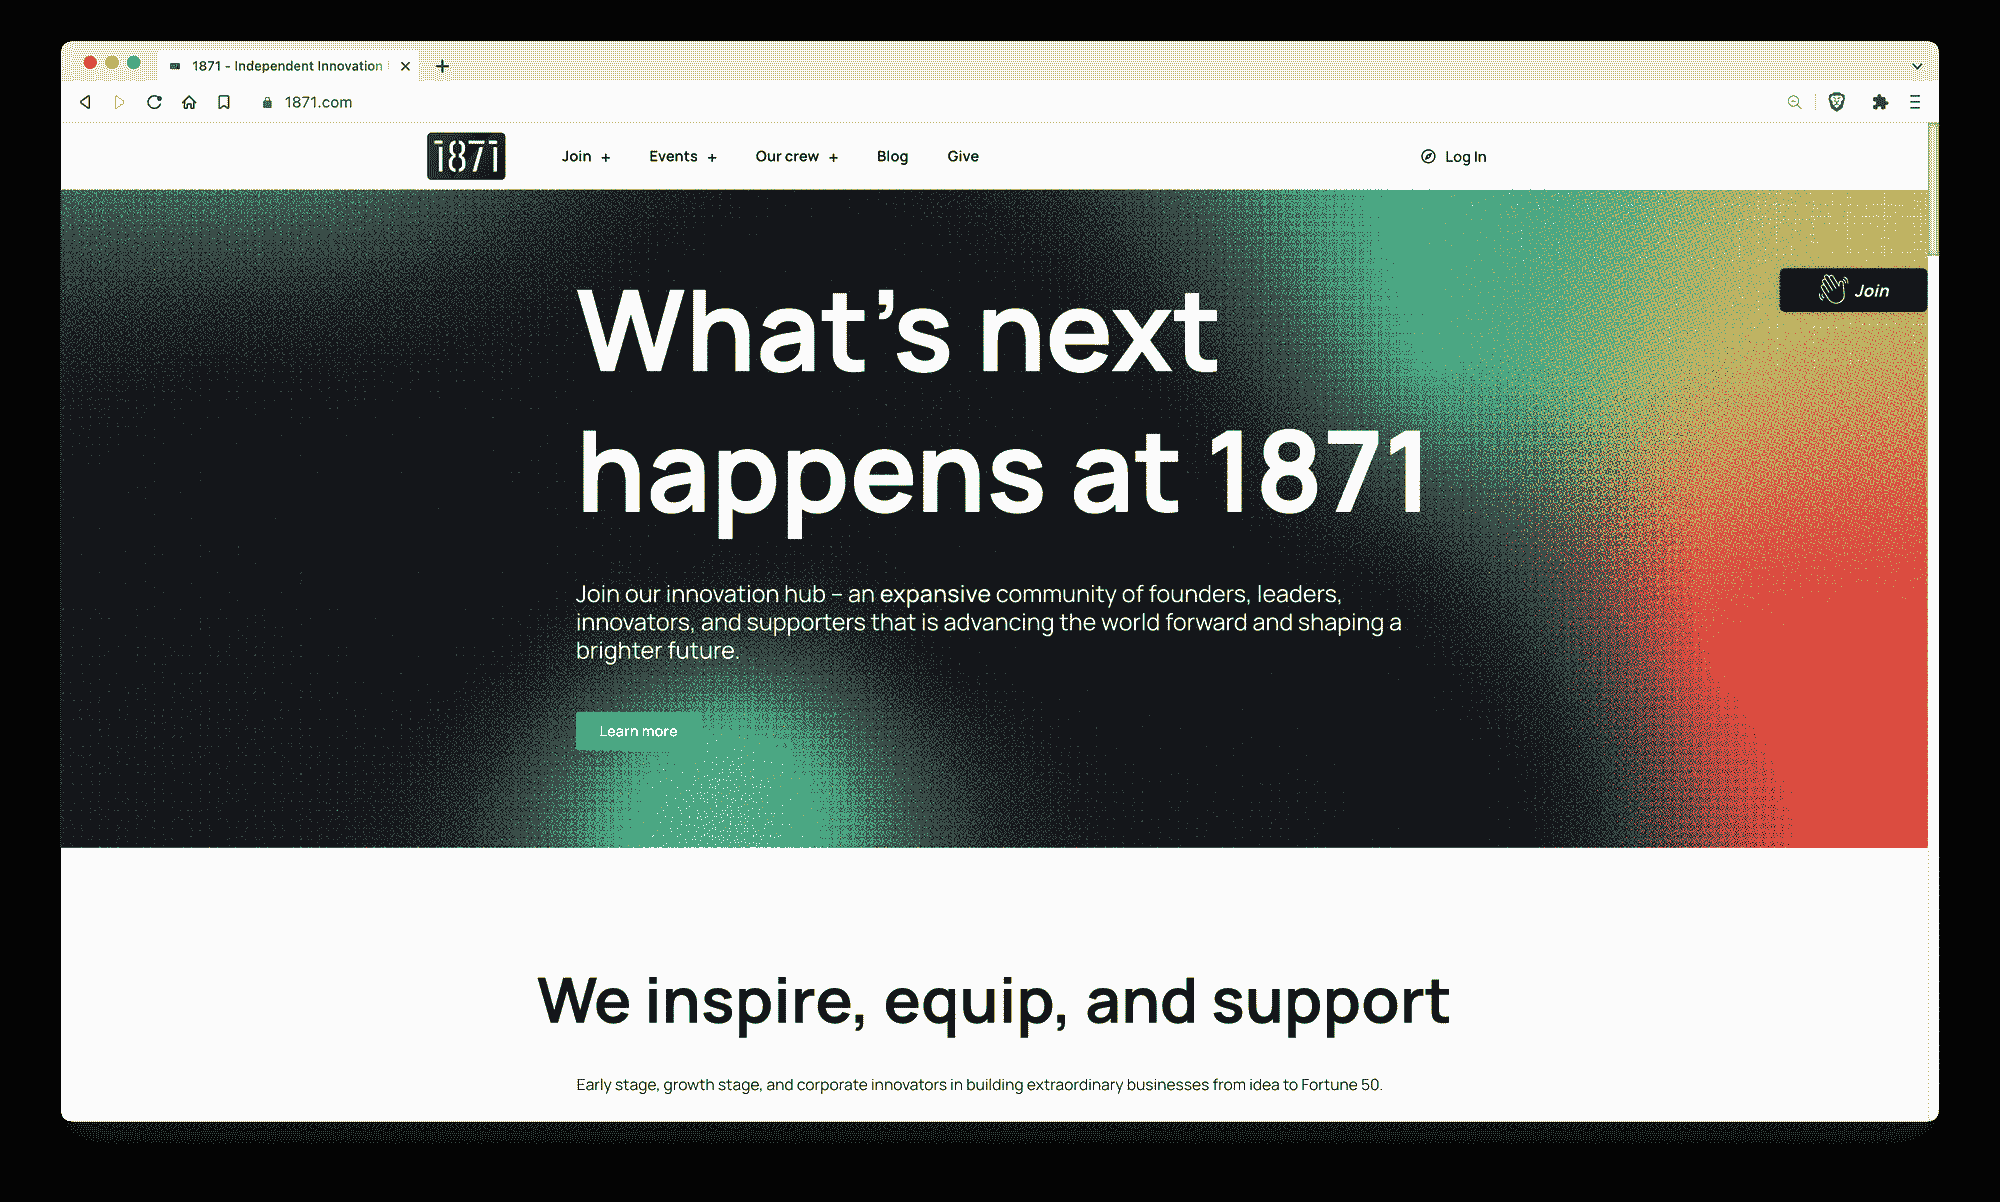 1871 - Independent Innovation
1871.com
1871
Join +
Events +
Our crew +
Blog
Give
Log In
What's next
happens at 1871
Join
Join our innovation hub – an expansive community of founders, leaders,
innovators, and supporters that is advancing the world forward and shaping a
brighter future.
Learn more
We inspire, equip, and support
Early stage, growth stage, and corporate innovators in building extraordinary businesses from idea to Fortune 50.